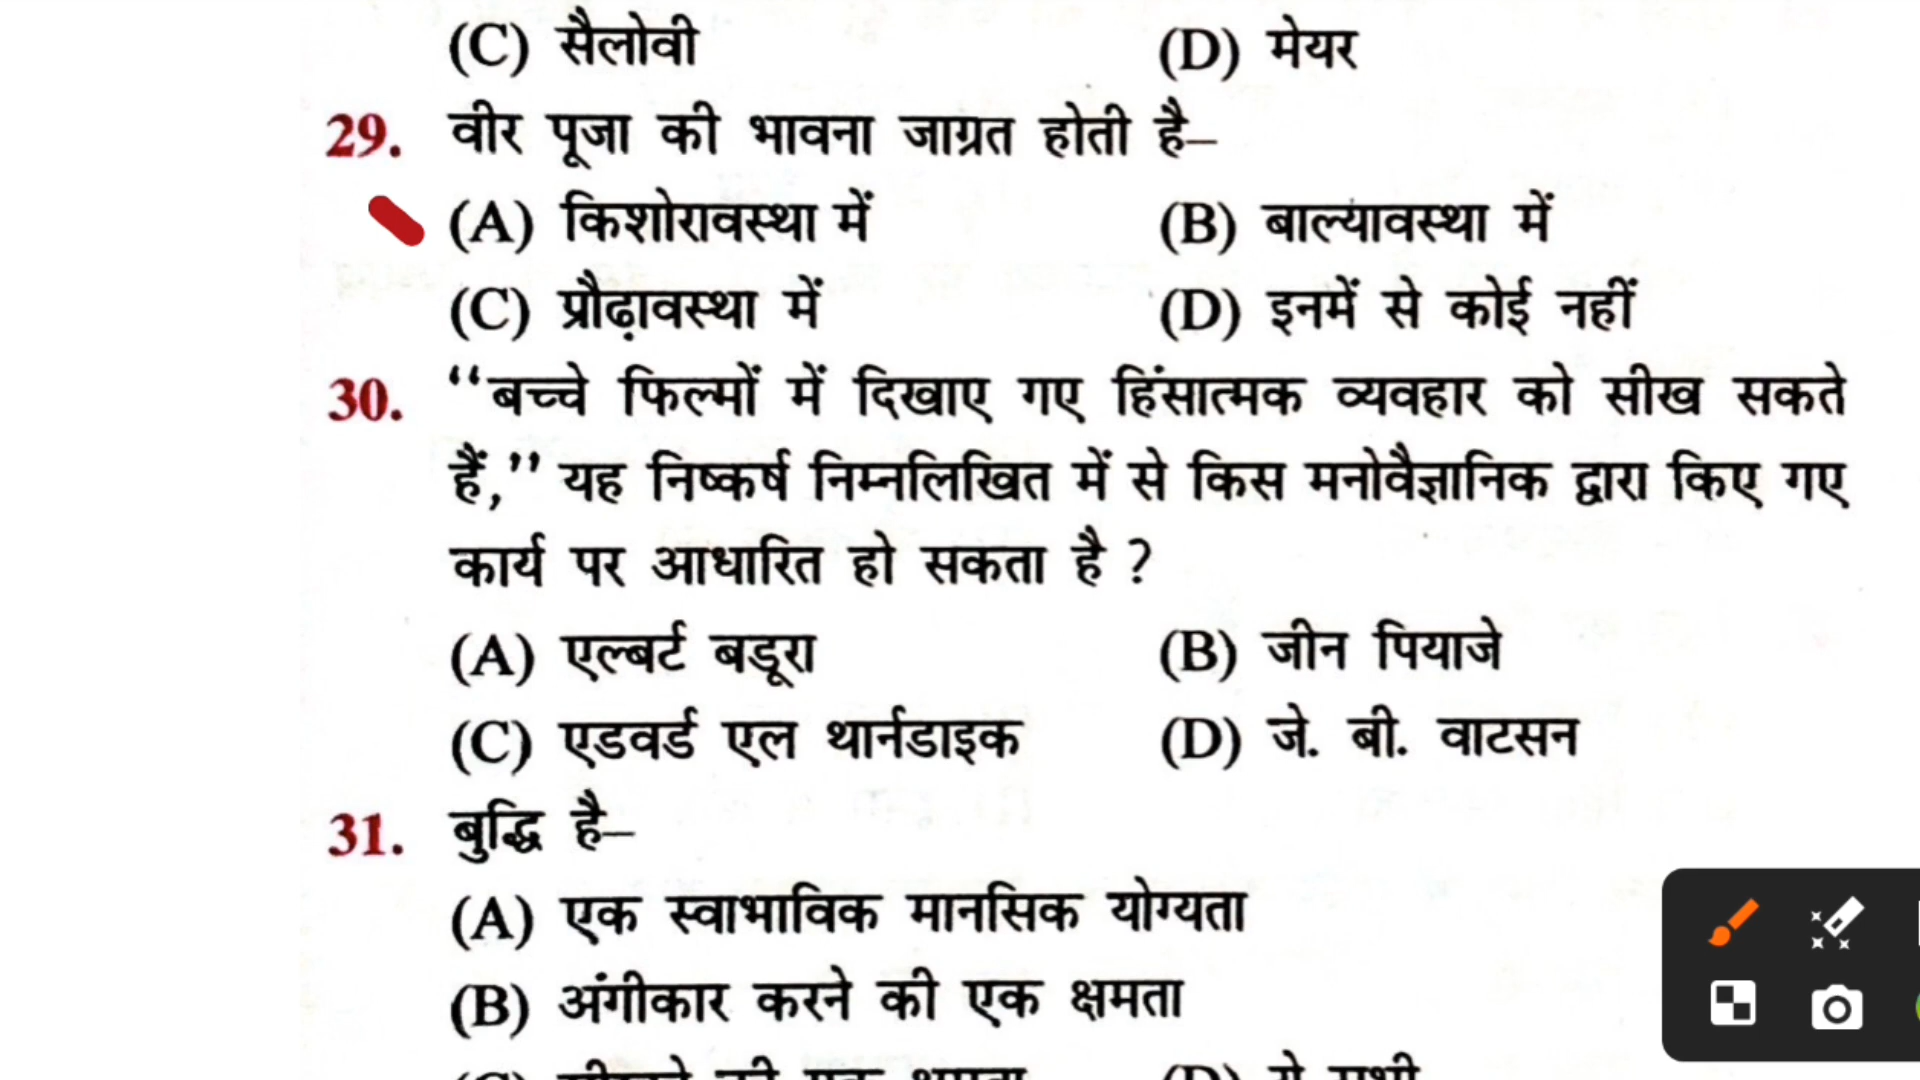 (C) सैलोवी (D) मेयर
29. वीर पूजा की भावना जाग्रत होती है–
(A) किशोरावस्था में (B) बाल्यावस्था में
(C) प्रौढ़ावस्था में (D) इनमें से कोई नहीं
30. “बच्चे फिल्मों में दिखाए गए हिंसात्मक व्यवहार को सीख सकते
हैं,” यह निष्कर्ष निम्नलिखित में से किस मनोवैज्ञानिक द्वारा किए गए
कार्य पर आधारित हो सकता है ?
(A) एल्बर्ट बडूरा (B) जीन पियाजे
(C) एडवर्ड एल थार्नडाइक (D) जे. बी. वाटसन
31. बुद्धि है–
(A) एक स्वाभाविक मानसिक योग्यता
(B) अंगीकार करने की एक क्षमता